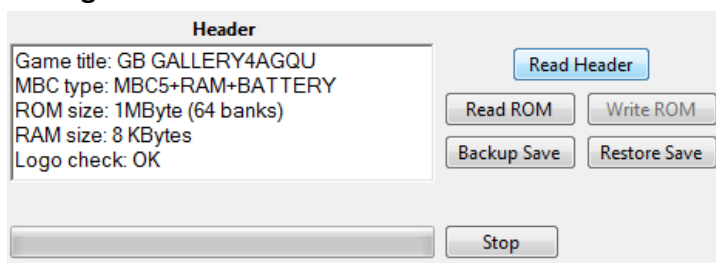 Header
Game title: GB GALLERY4AGQU
MBC type: MBC5+RAM+BATTERY
ROM size: 1MByte (64 banks)
RAM size: 8 KBytes
Logo check: OK
Read Header
Read ROM
Write ROM
Backup Save
Restore Save
Stop